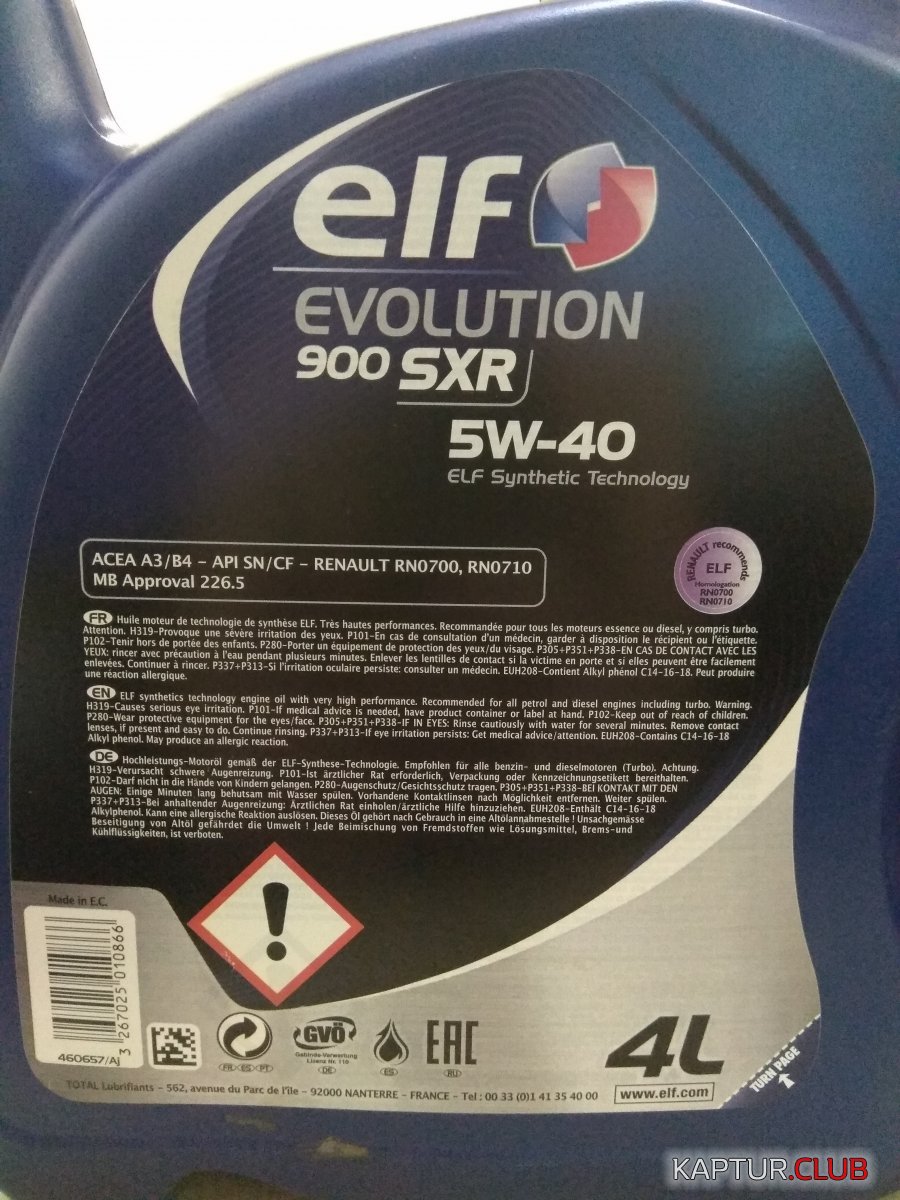 elf
EVOLUTION
900 SXR
5W-40
ELF Synthetic Technology
ACEA A3/B4 – API SN/CF – RENAULT RN0700, RN0710
MB Approval 226.5
RENAULT recommends
ELF
Homologation
RN0700
RN0710
FR Huile moteur de technologie de synthèse ELF. Très hautes performances. Recommandée pour tous les moteurs essence ou diesel, y compris turbo.
Attention. H319-Provoque une sévère irritation des yeux. P101-En cas de consultation d'un médecin, garder à disposition le récipient ou l'étiquette.
P102-Tenir hors de portée des enfants. P280-Porter un équipement de protection des yeux/du visage. P305+P351+P338-EN CAS DE CONTACT AVEC LES
YEUX: rincer avec précaution à l'eau pendant plusieurs minutes. Enlever les lentilles de contact si la victime en porte et si elles peuvent être facilement
enlevées. Continuer à rincer. P337+P313-Si l'irritation oculaire persiste: consulter un médecin. EUH208-Contient Alkyl phénol C14-16-18. Peut produire
une réaction allergique.
EN ELF synthetics technology engine oil with very high performance. Recommended for all petrol and diesel engines including turbo. Warning.
H319-Causes serious eye irritation. P101-If medical advice is needed, have product container or label at hand. P102-Keep out of reach of children.
P280-Wear protective equipment for the eyes/face. P305+P351+P338-IF IN EYES: Rinse cautiously with water for several minutes. Remove contact
lenses, if present and easy to do. Continue rinsing. P337+P313-If eye irritation persists: Get medical advice/attention. EUH208-Contains C14-16-18
Alkyl phenol. May produce an allergic reaction.
DE Hochleistungs-Motoröl gemäß der ELF-Synthese-Technologie. Empfohlen für alle benzin- und dieselmotoren (Turbo). Achtung.
H319-Verursacht schwere Augenreizung. P101-Ist ärztlicher Rat erforderlich, Verpackung oder Kennzeichnungsetikett bereithalten.
P102-Darf nicht in die Hände von Kindern gelangen. P280-Augenschutz/Gesichtsschutz tragen. P305+P351+P338-BEI KONTAKT MIT DEN
AUGEN: Einige Minuten lang behutsam mit Wasser spülen. Vorhandene Kontaktlinsen nach Möglichkeit entfernen. Weiter spülen.
P337+P313-Bei anhaltender Augenreizung: Ärztlichen Rat einholen/ärztliche Hilfe hinzuziehen. EUH208-Enthält C14-16-18
Alkylphenol. Kann eine allergische Reaktion auslösen. Dieses Öl gehört nach Gebrauch in eine Altölannahmestelle ! Unsachgemässe
Beseitigung von Altöl gefährdet die Umwelt ! Jede Beimischung von Fremdstoffen wie Lösungsmittel, Brems-und
Kühlflüssigkeiten, ist verboten.
Made in E.C.
3 267025 010866
460657/AJ
FR ES PT
GVÖ
Gebinde-Verwertung
Lizenz Nr. 110
DE
ES
EAC
RU
4L
TURN PAGE
TOTAL Lubrifiants - 562, avenue du Parc de l'île - 92000 NANTERRE - FRANCE - Tel : 00 33 (0)1 41 35 40 00
www.elf.com
KAPTUR.CLUB